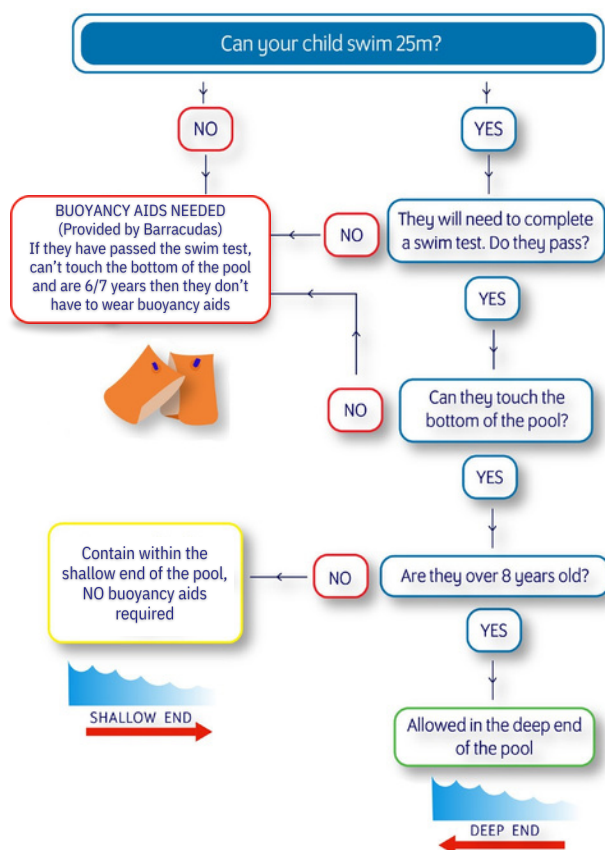 Can your child swim 25m?
NO
YES
BUOYANCY AIDS NEEDED
(Provided by Barracudas)
If they have passed the swim test,
can't touch the bottom of the pool
and are 6/7 years then they don't
have to wear buoyancy aids
NO
They will need to complete
a swim test. Do they pass?
YES
NO
Can they touch the
bottom of the pool?
YES
Contain within the
shallow end of the pool,
NO buoyancy aids
required
NO
Are they over 8 years old?
YES
SHALLOW END
Allowed in the deep end
of the pool
DEEP END